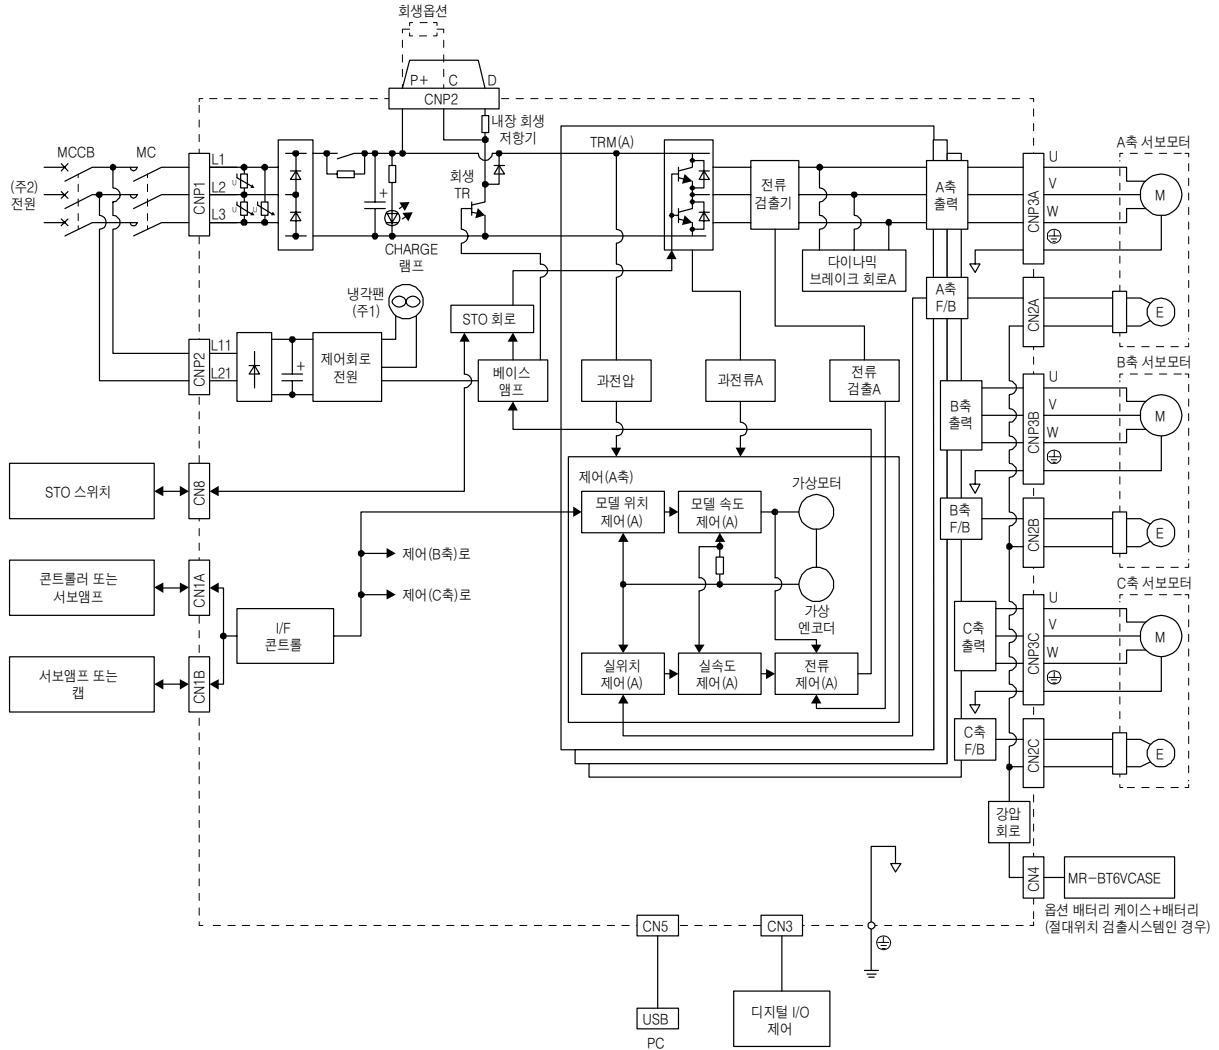 회생옵션
P+ C D
CNP2
내장 회생
저항기
MCCB MC
(주2)
전원
CNP1
L1
L2
L3
U
U
U
+
CHARGE
램프
회생
TR
TRM(A)
전류
검출기
다이나믹
브레이크 회로A
A축
출력
A축
F/B
CNP3A
U
V
W
A축 서보모터
M
CN2A
E
냉각팬
(주1)
CNP2
L11
L21
+
제어회로
전원
STO 회로
베이스
앰프
과전압
과전류A
전류
검출A
B축
출력
B축
F/B
CNP3B
U
V
W
B축 서보모터
M
CN2B
E
STO 스위치
CN8
제어(A축)
모델 위치
제어(A)
모델 속도
제어(A)
가상모터
가상
엔코더
실위치
제어(A)
실속도
제어(A)
전류
제어(A)
콘트롤러 또는
서보앰프
CN1A
제어(B축)로
제어(C축)로
I/F
콘트롤
서보앰프 또는
캡
CN1B
C축
출력
C축
F/B
CNP3C
U
V
W
C축 서보모터
M
CN2C
E
강압
회로
CN4
MR-BT6VCASE
옵션 배터리 케이스+배터리
(절대위치 검출시스템인 경우)
CN5
CN3
USB
PC
디지털 I/O
제어